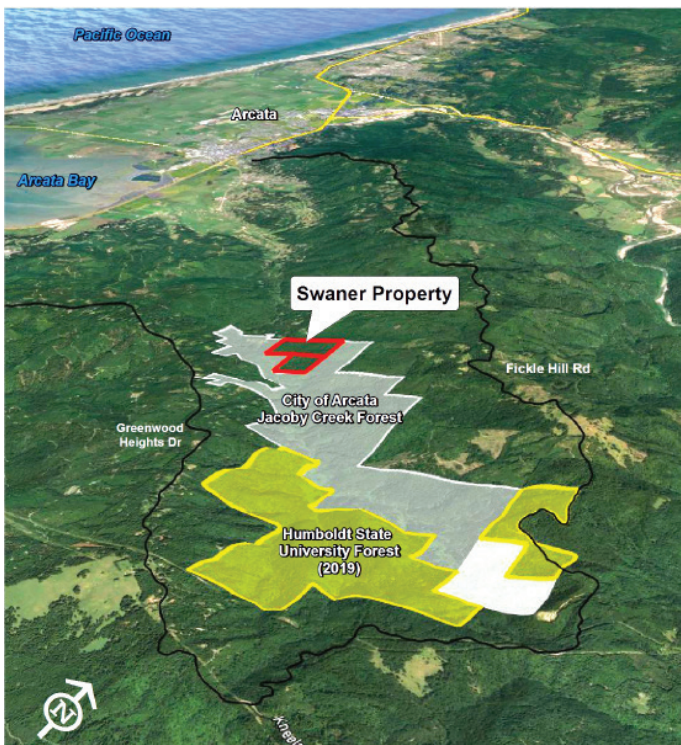 Pacific Ocean
Arcata
Arcata Bay
Swaner Property
Fickle Hill Rd
City of Arcata
Jacoby Creek Forest
Greenwood
Heights Dr
Humboldt State
University Forest
(2019)
N